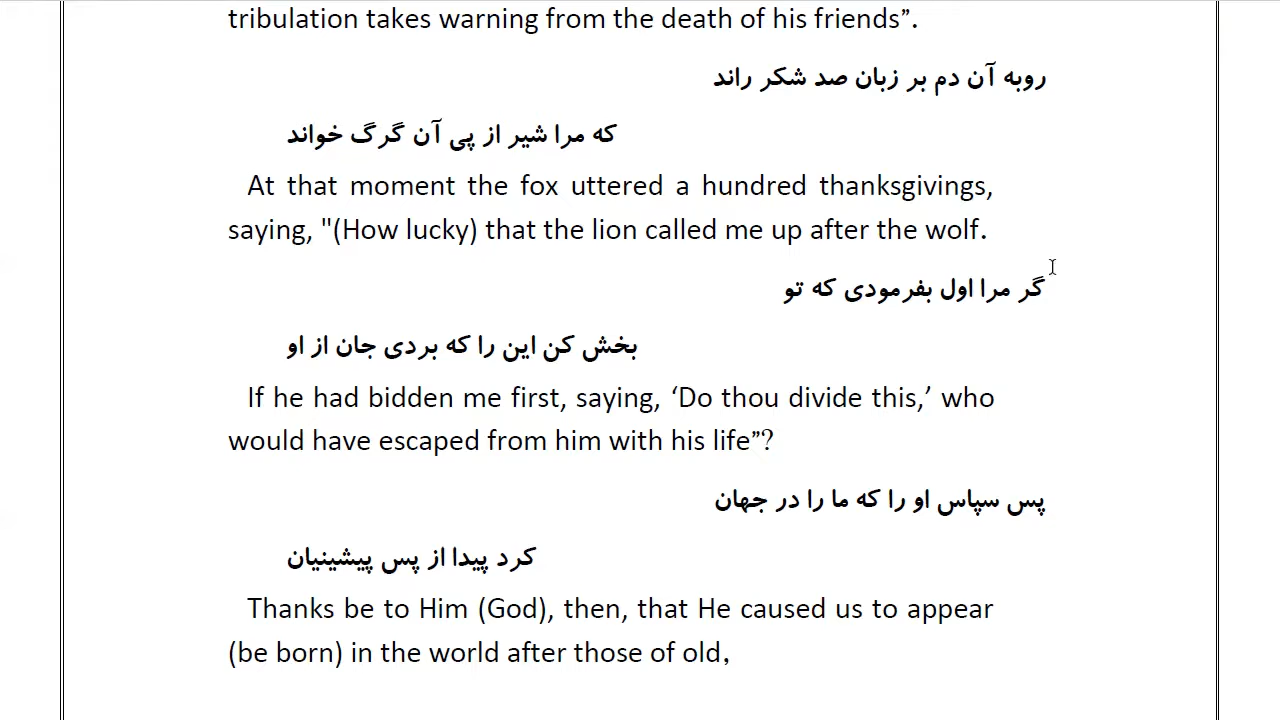 tribulation takes warning from the death of his friends”.
روبه آن دم بر زبان صد شکر راند
که مرا شیر از پی آن گرگ خواند
At that moment the fox uttered a hundred thanksgivings,
saying, "(How lucky) that the lion called me up after the wolf.
گر مرا اول بفرمودی که تو
بخش کن این را که بردی جان از او
If he had bidden me first, saying, ‘Do thou divide this,’ who
would have escaped from him with his life”?
پس سپاس او را که ما را در جهان
کرد پیدا از پس پیشینیان
Thanks be to Him (God), then, that He caused us to appear
(be born) in the world after those of old,